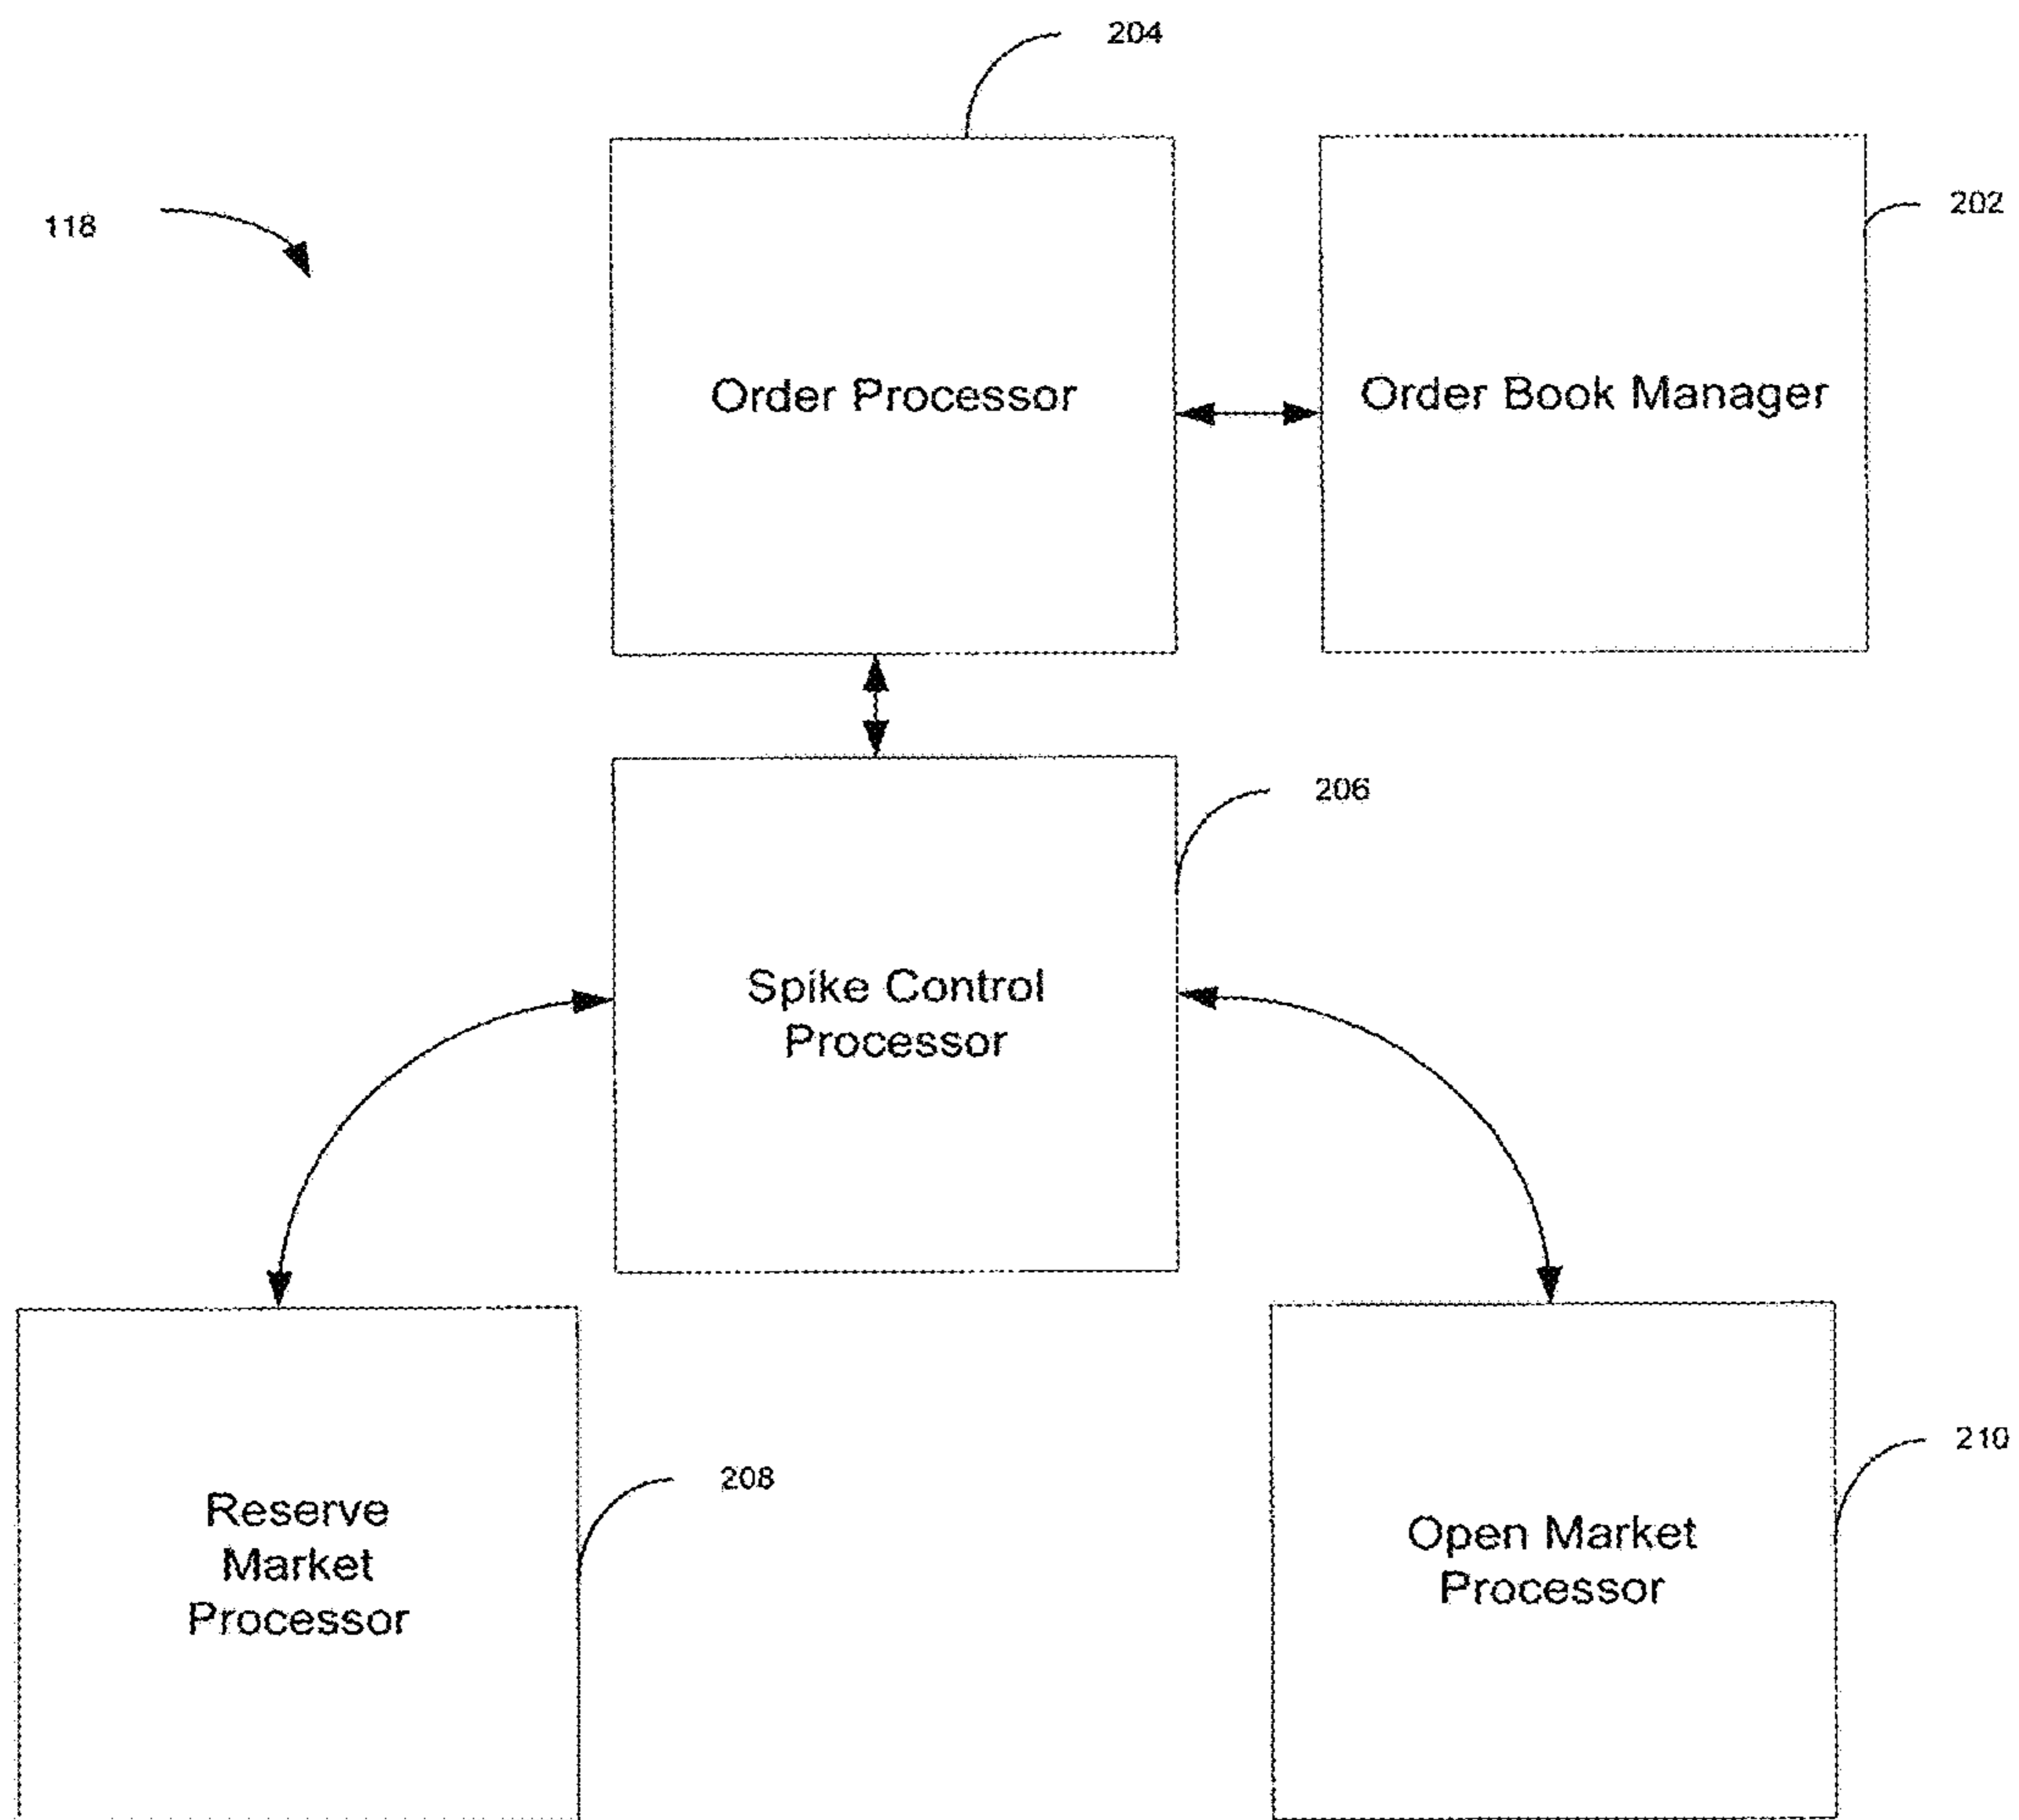 204
118
202
Order Processor
Order Book Manager
206
Spike Control
Processor
208
210
Reserve
Market
Processor
Open Market
Processor